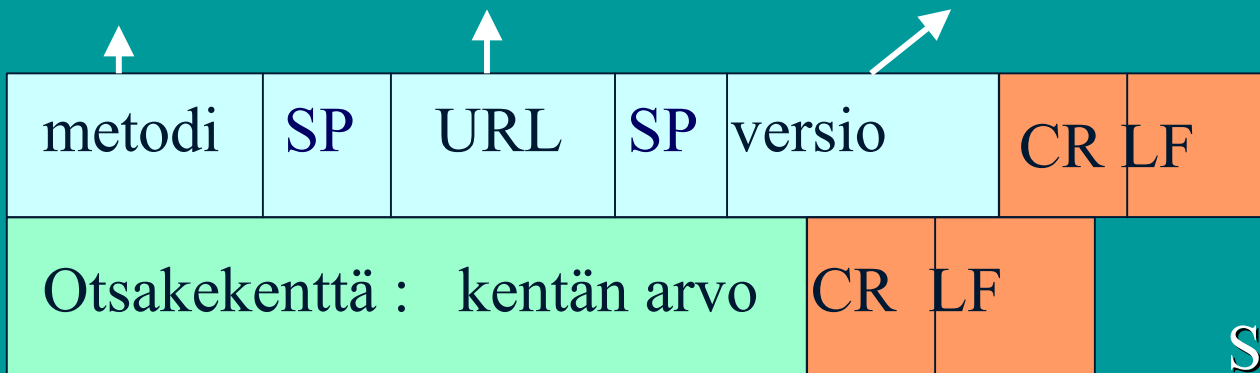 metodi SP URL SP versio CR LF
Otsakekenttä : kentän arvo CR LF